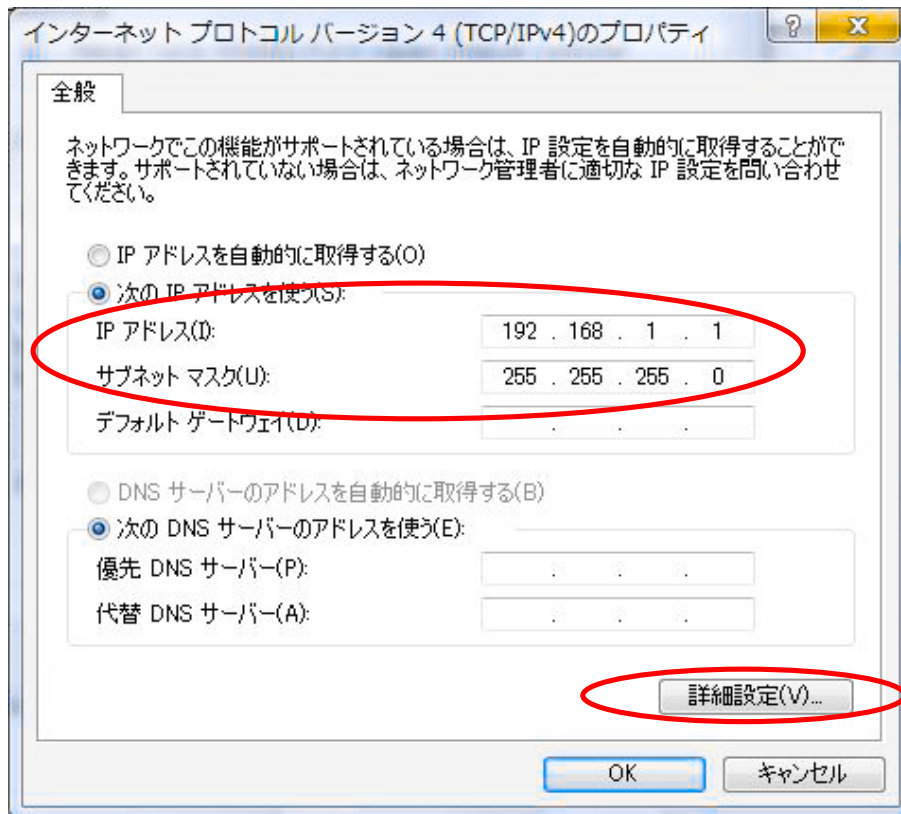 インターネット プロトコル バージョン 4 (TCP/IPv4)のプロパティ
全般
ネットワークでこの機能がサポートされている場合は、IP 設定を自動的に取得することがで
きます。サポートされていない場合は、ネットワーク管理者に適切な IP 設定を問い合わせ
てください。
IP アドレスを自動的に取得する(O)
次の IP アドレスを使う(S):
IP アドレス(I): 192 . 168 . 1 . 1
サブネット マスク(U): 255 . 255 . 255 . 0
デフォルト ゲートウェイ(D): . . .
DNS サーバーのアドレスを自動的に取得する(B)
次の DNS サーバーのアドレスを使う(E):
優先 DNS サーバー(P): . . .
代替 DNS サーバー(A): . . .
詳細設定(V)...
OK キャンセル